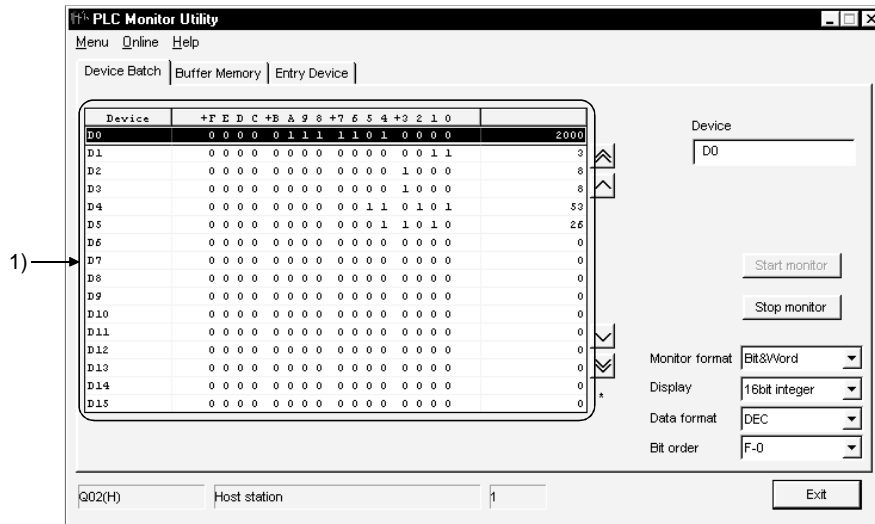 PLC Monitor Utility
Menu Online Help
Device Batch Buffer Memory Entry Device
Device +F E D C +B A 9 8 +7 6 5 4 +3 2 1 0
D0 0 0 0 0 0 1 1 1 1 1 0 1 0 0 0 0 2000
D1 0 0 0 0 0 0 0 0 0 0 0 0 0 0 1 1 3
D2 0 0 0 0 0 0 0 0 0 0 0 0 1 0 0 0 8
D3 0 0 0 0 0 0 0 0 0 0 0 0 1 0 0 0 8
D4 0 0 0 0 0 0 0 0 0 0 1 1 0 1 0 1 53
D5 0 0 0 0 0 0 0 0 0 0 0 1 1 0 1 0 26
D6 0 0 0 0 0 0 0 0 0 0 0 0 0 0 0 0 0
D7 0 0 0 0 0 0 0 0 0 0 0 0 0 0 0 0 0
D8 0 0 0 0 0 0 0 0 0 0 0 0 0 0 0 0 0
D9 0 0 0 0 0 0 0 0 0 0 0 0 0 0 0 0 0
D10 0 0 0 0 0 0 0 0 0 0 0 0 0 0 0 0 0
D11 0 0 0 0 0 0 0 0 0 0 0 0 0 0 0 0 0
D12 0 0 0 0 0 0 0 0 0 0 0 0 0 0 0 0 0
D13 0 0 0 0 0 0 0 0 0 0 0 0 0 0 0 0 0
D14 0 0 0 0 0 0 0 0 0 0 0 0 0 0 0 0 0
D15 0 0 0 0 0 0 0 0 0 0 0 0 0 0 0 0 0
*
1)
Device
D0
Start monitor
Stop monitor
Monitor format Bit&Word
Display 16bit integer
Data format DEC
Bit order F-0
Q02(H) Host station 1 Exit